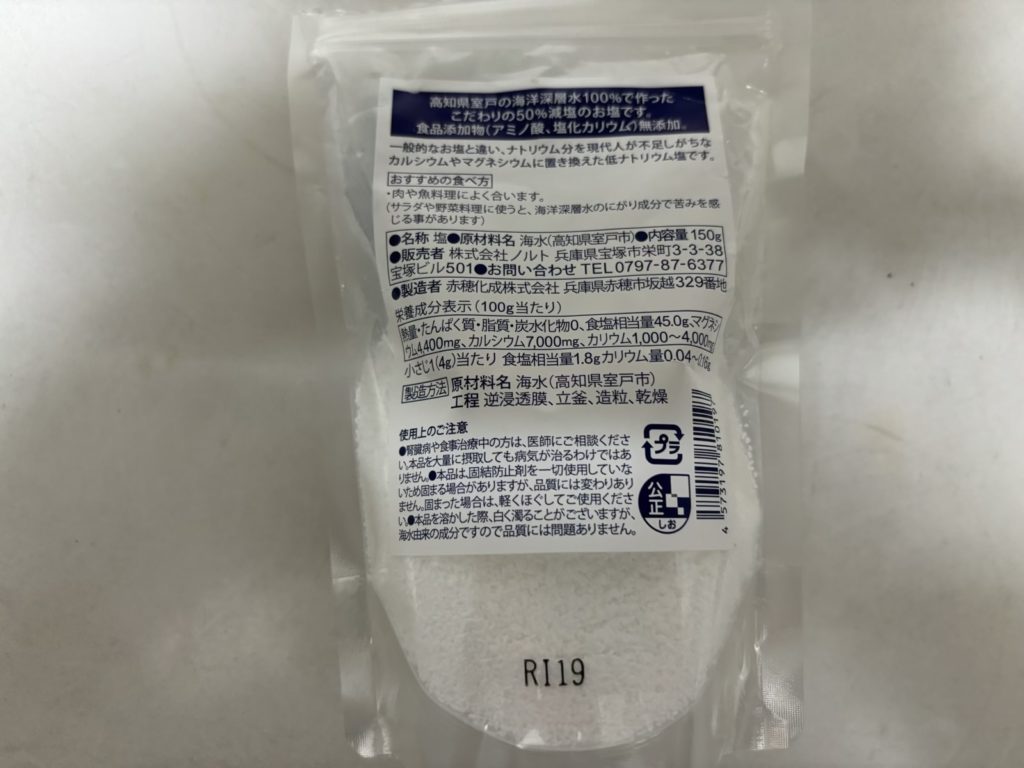 高知県室戸の海洋深層水100%で作った
こだわりの50%減塩のお塩です。
食品添加物(アミノ酸、塩化カリウム)無添加。
一般的なお塩と違い、ナトリウム分を現代人が不足しがちな
カルシウムやマグネシウムに置き換えた低ナトリウム塩です。
おすすめの食べ方
・肉や魚料理によく合います。
(サラダや野菜料理に使うと、海洋深層水のにがり成分で苦みを感
じる事があります)
●名称 塩●原材料名 海水(高知県室戸市)●内容量150g
●販売者 株式会社ノルト 兵庫県宝塚市栄町3-3-38
宝塚ビル501●お問い合わせ TEL0797-87-6377
●製造者 赤穂化成株式会社 兵庫県赤穂市坂越329番地
栄養成分表示(100g当たり)
熱量・たんぱく質・脂質・炭水化物0、食塩相当量45.0g、マグネシ
ウム4,400mg、カルシウム7,000mg、カリウム1,000〜4,000mg
小さじ1(4g)当たり 食塩相当量1.8gカリウム量0.04〜0.16g
製造方法 原材料名 海水(高知県室戸市)
工程 逆浸透膜、立釜、造粒、乾燥
使用上のご注意
●腎臓病や食事治療中の方は、医師にご相談くださ
い。本品を大量に摂取しても病気が治るわけではあ
りません。●本品は、固結防止剤を一切使用していな
いため固まる場合がありますが、品質には変わりあり
ません。固まった場合は、軽くほぐしてご使用くださ
い。●本品を溶かした際、白く濁ることがございますが、
海水由来の成分ですので品質には問題ありません。
プラ
公正
しお
4 573197 810197
RI19